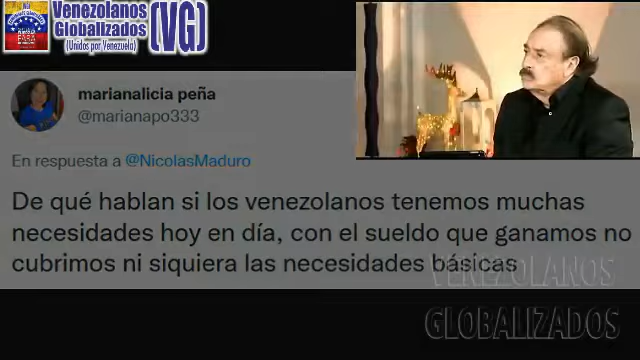 Venezolanos
Globalizados
(Unidos por Venezuela)
(VG)
marianalicia peña
@marianapo333
En respuesta a @NicolasMaduro
De qué hablan si los venezolanos tenemos muchas
necesidades hoy en día, con el sueldo que ganamos no
cubrimos ni siquiera las necesidades básicas
VENEZOLANOS
GLOBALIZADOS